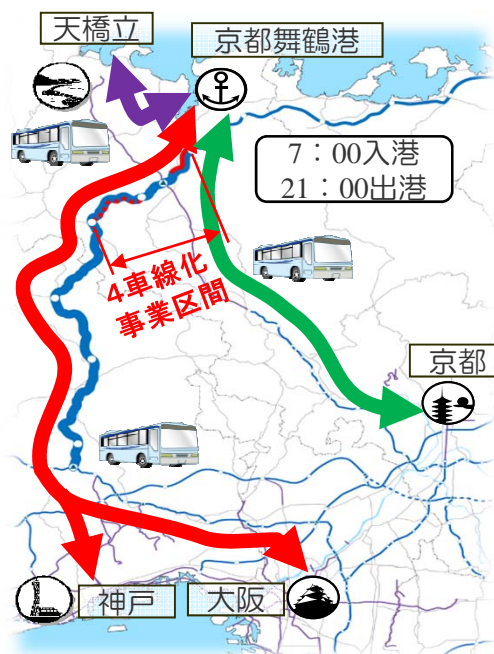 天橋立
京都舞鶴港
7：00入港
21：00出港
4車線化
事業区間
京都
神戸
大阪